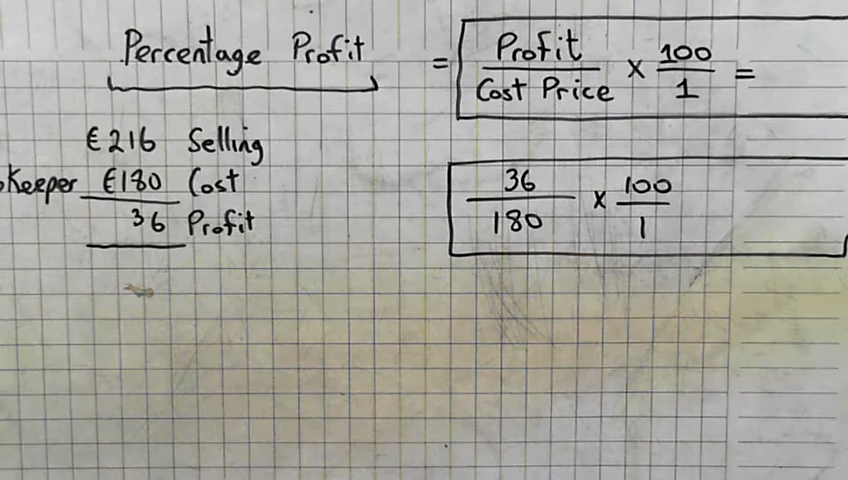 Percentage Profit = Profit / Cost Price × 100 / 1 =
€216 Selling
Keeper €180 Cost
36 Profit
36 / 180 × 100 / 1